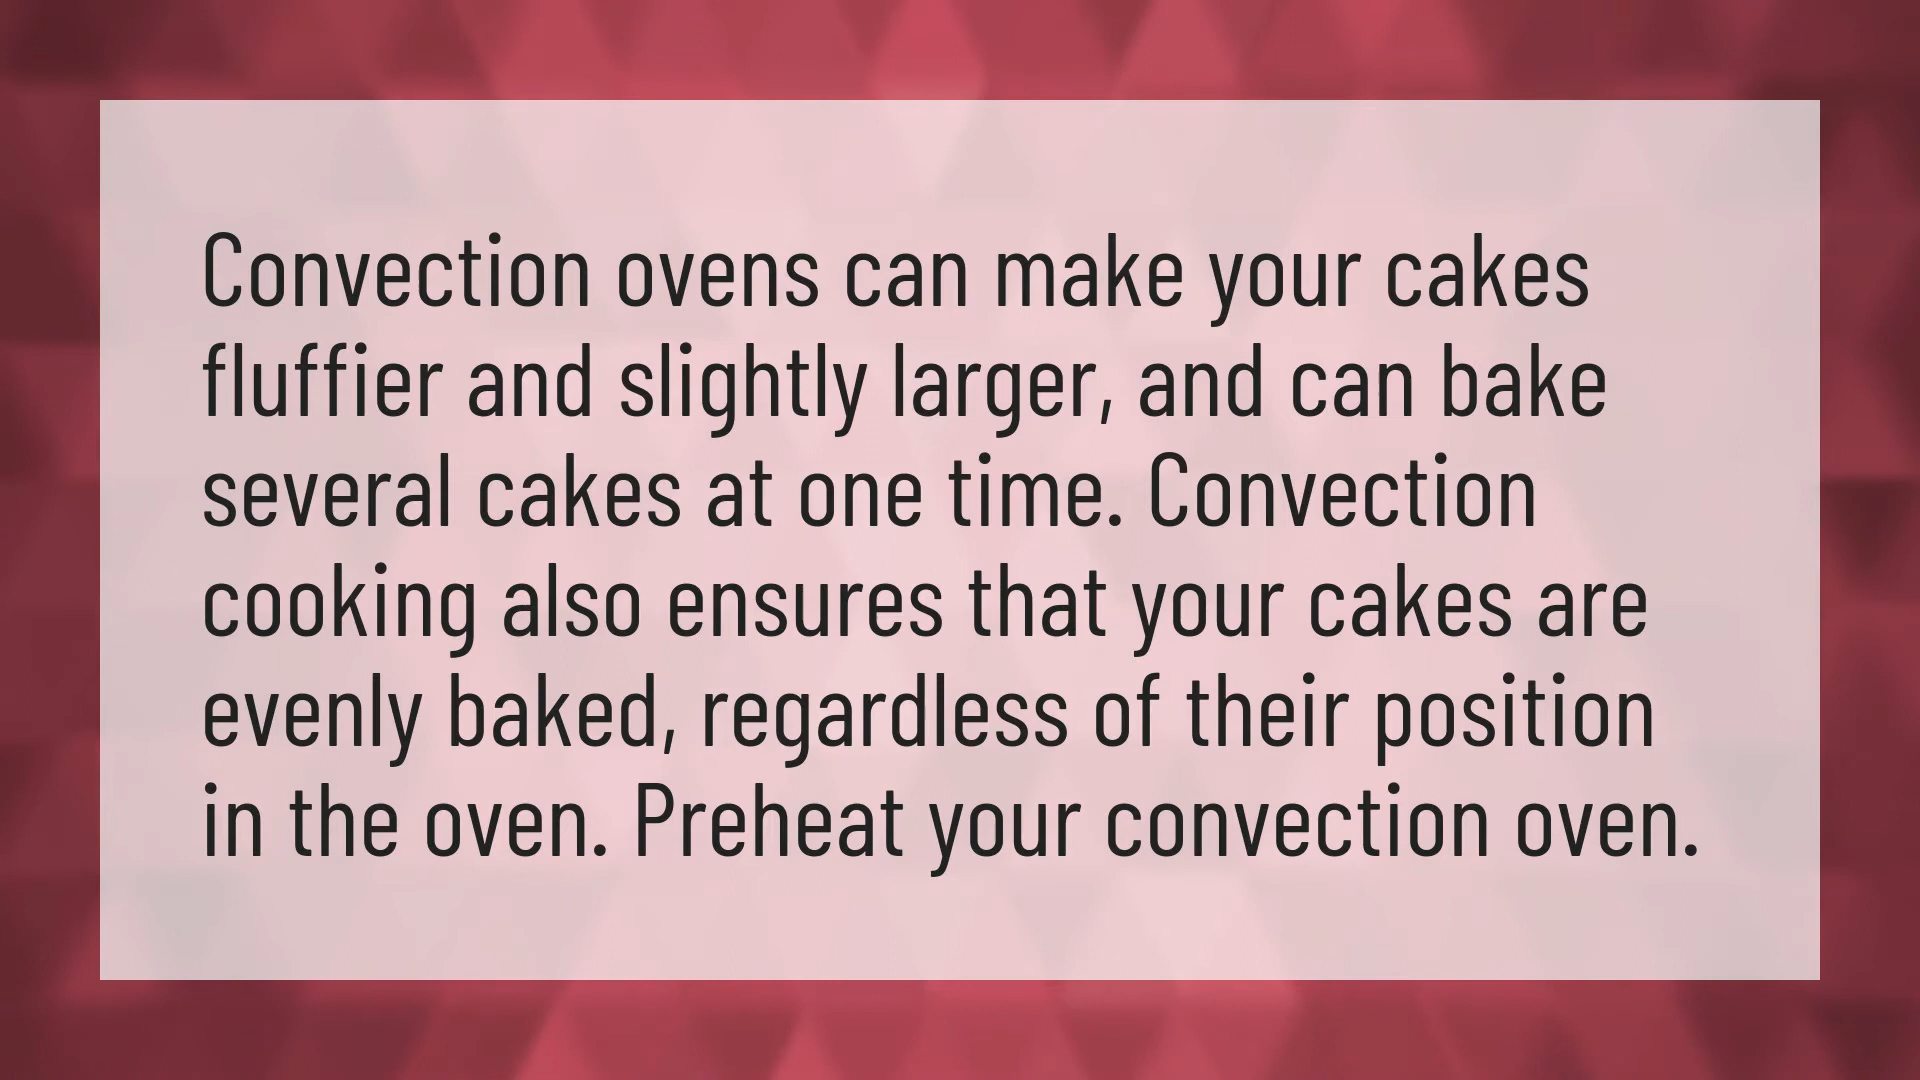 Convection ovens can make your cakes
fluffier and slightly larger, and can bake
several cakes at one time. Convection
cooking also ensures that your cakes are
evenly baked, regardless of their position
in the oven. Preheat your convection oven.